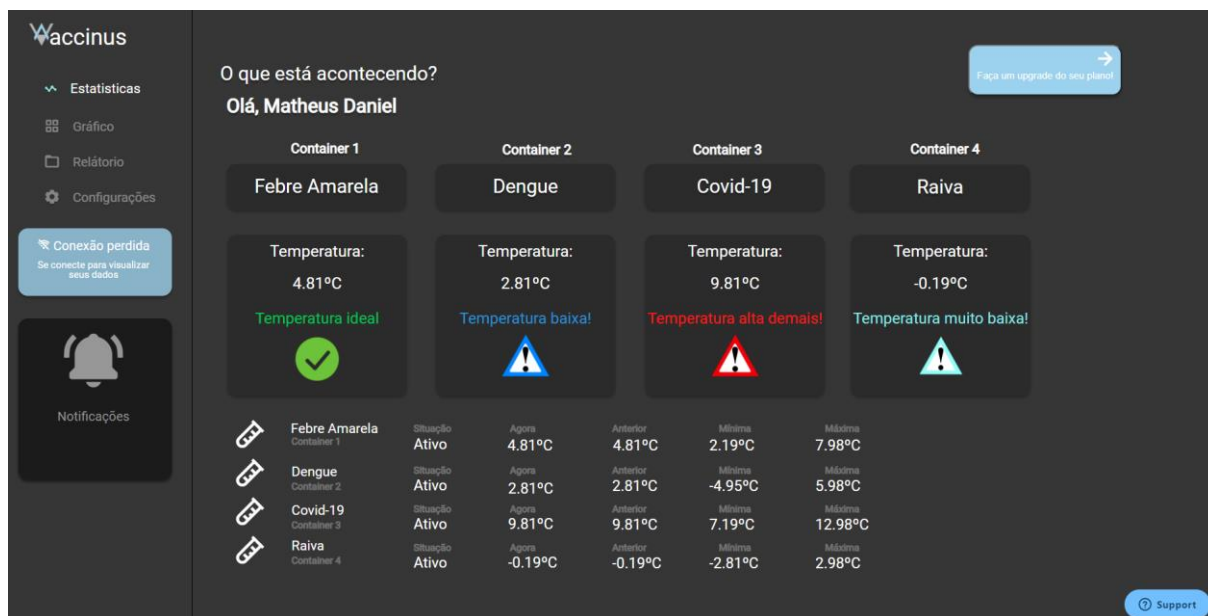 Waccinus
Estatisticas
Gráfico
Relátorio
Configurações
Conexão perdida
Se conecte para visualizar
seus dados
Notificações
O que está acontecendo?
Olá, Matheus Daniel
Faça um upgrade do seu plano!
Container 1
Container 2
Container 3
Container 4
Febre Amarela
Dengue
Covid-19
Raiva
Temperatura:
4.81ºC
Temperatura ideal
Temperatura:
2.81ºC
Temperatura baixa!
Temperatura:
9.81ºC
Temperatura alta demais!
Temperatura:
-0.19ºC
Temperatura muito baixa!
Febre Amarela Situação Agora Anterior Mínima Máxima
Container 1 Ativo 4.81ºC 4.81ºC 2.19ºC 7.98ºC
Dengue Situação Agora Anterior Mínima Máxima
Container 2 Ativo 2.81ºC 2.81ºC -4.95ºC 5.98ºC
Covid-19 Situação Agora Anterior Mínima Máxima
Container 3 Ativo 9.81ºC 9.81ºC 7.19ºC 12.98ºC
Raiva Situação Agora Anterior Mínima Máxima
Container 4 Ativo -0.19ºC -0.19ºC -2.81ºC 2.98ºC
Support